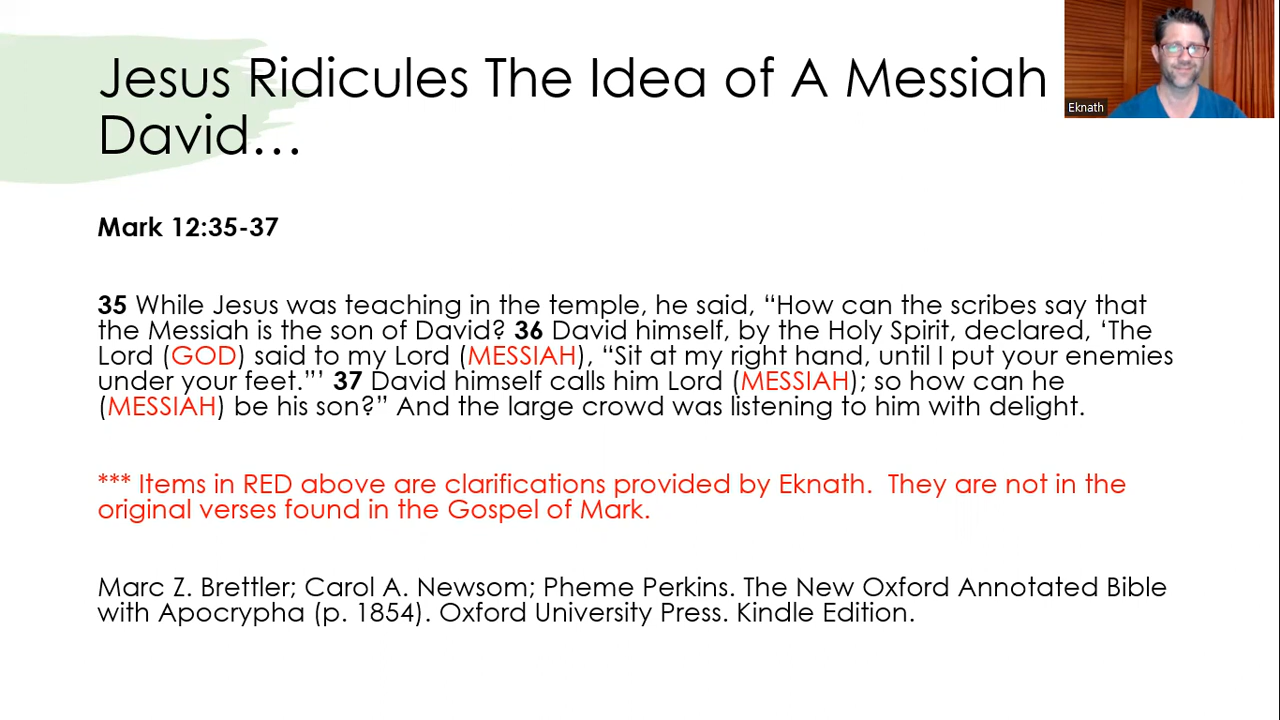 Jesus Ridicules The Idea of A Messiah
David…
Eknath
Mark 12:35-37
35 While Jesus was teaching in the temple, he said, “How can the scribes say that
the Messiah is the son of David? 36 David himself, by the Holy Spirit, declared, ‘The
Lord (GOD) said to my Lord (MESSIAH), “Sit at my right hand, until I put your enemies
under your feet.”’ 37 David himself calls him Lord (MESSIAH); so how can he
(MESSIAH) be his son?” And the large crowd was listening to him with delight.
*** Items in RED above are clarifications provided by Eknath.  They are not in the
original verses found in the Gospel of Mark.
Marc Z. Brettler; Carol A. Newsom; Pheme Perkins. The New Oxford Annotated Bible
with Apocrypha (p. 1854). Oxford University Press. Kindle Edition.